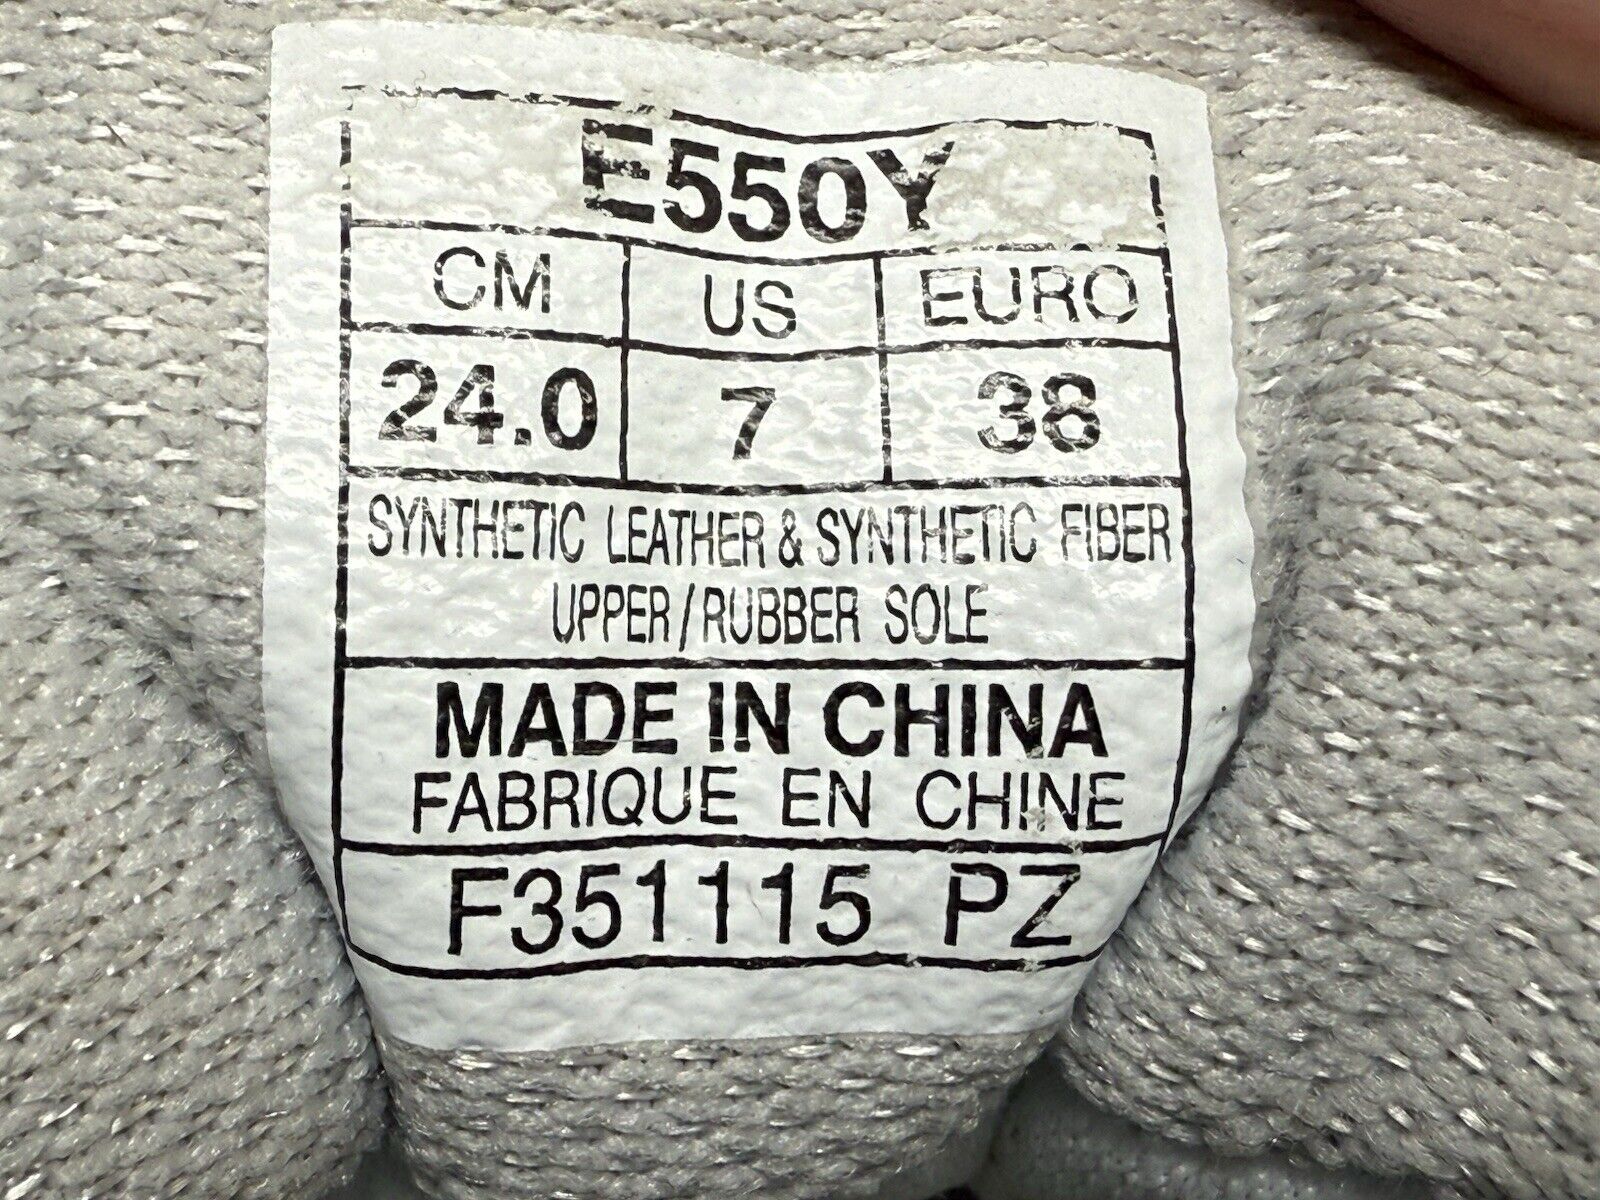 E550Y
CM US EURO
24.0 7 38
SYNTHETIC LEATHER & SYNTHETIC FIBER
UPPER/RUBBER SOLE
MADE IN CHINA
FABRIQUE EN CHINE
F351115 PZ